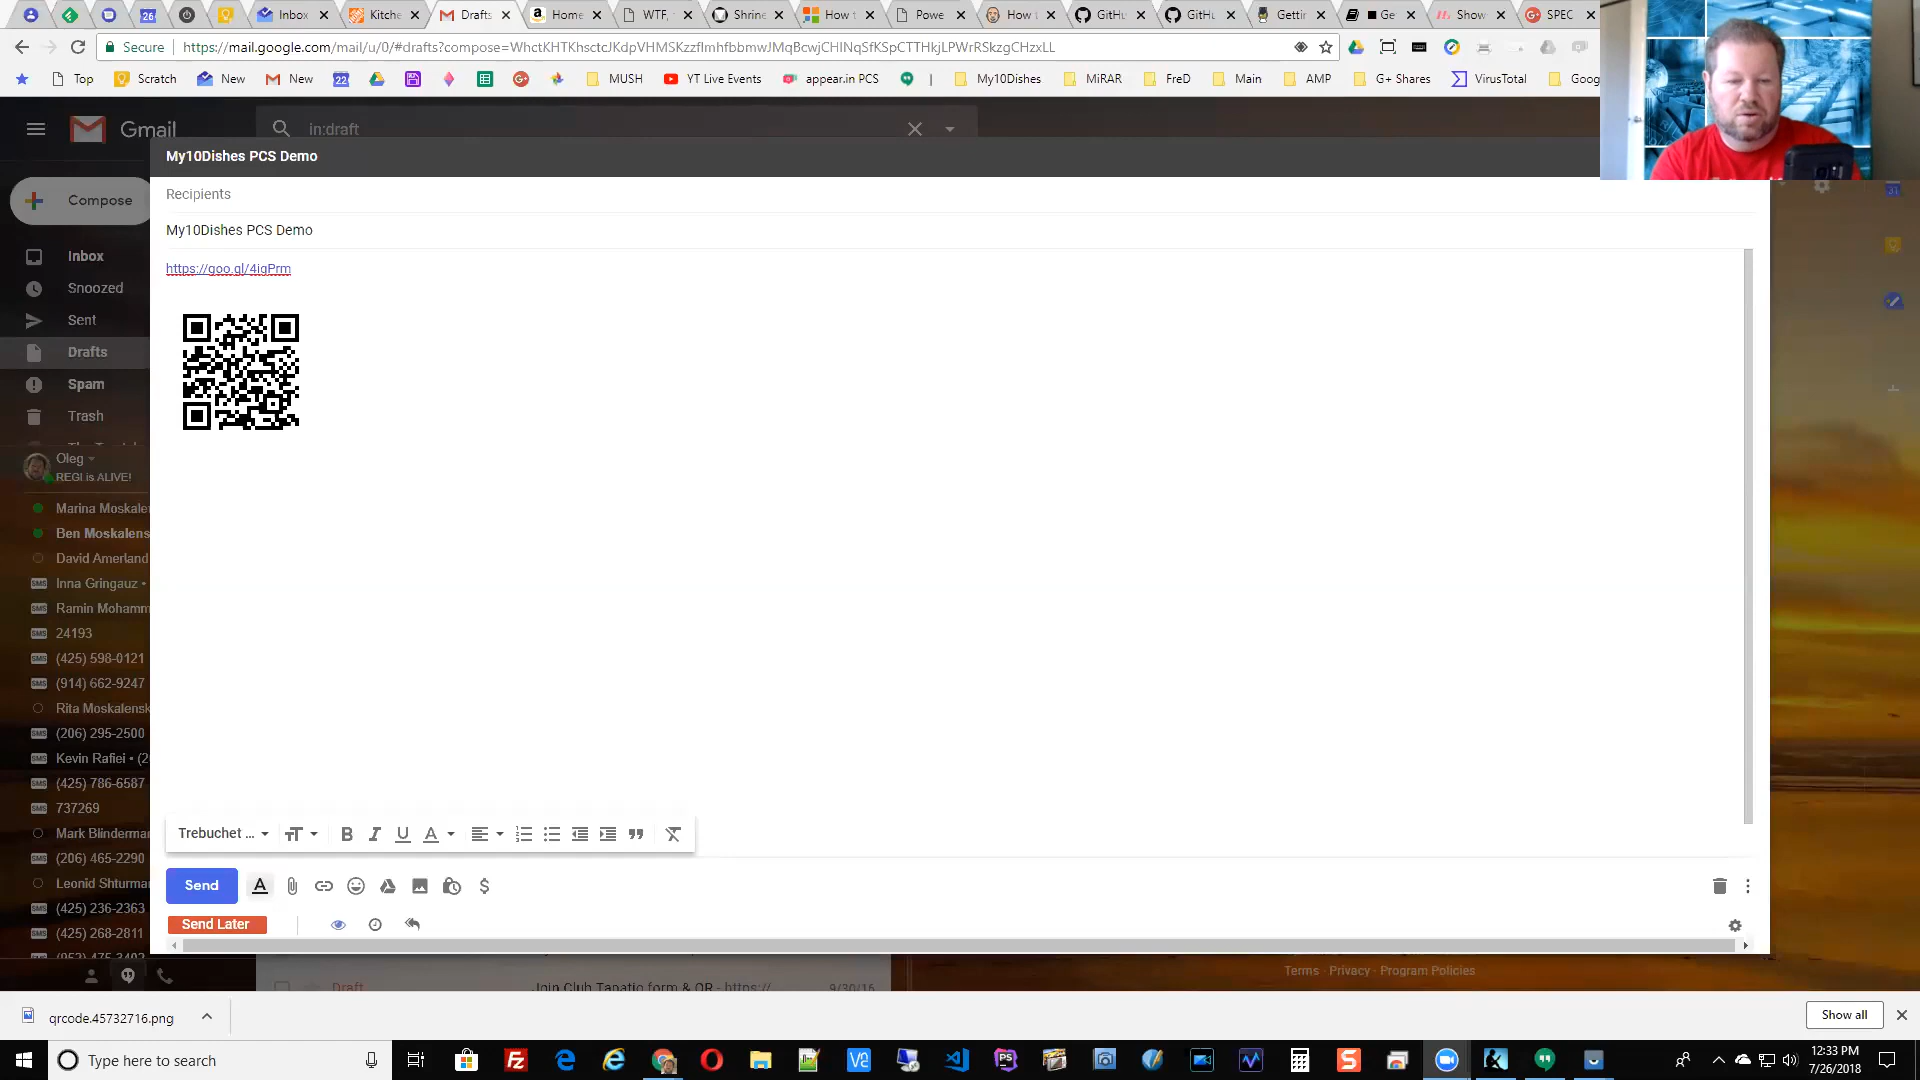 Inbox
Kitche
Drafts
Home
WTF,
Shrine
How t
Powe
How t
GitHu
GitHu
Gettin
Ge
Show
SPEC
Secure
https://mail.google.com/mail/u/0/#drafts?compose=WhctKHTKhsctcJKdpVHMSKzzflmhfbbmwJMqBcwjCHlNqSfKSpCTTHkjLPWrRSkzgCHzxLL
Top
Scratch
New
New
22
MUSH
YT Live Events
appear.in PCS
|
My10Dishes
MiRAR
FreD
Main
AMP
G+ Shares
VirusTotal
Goog
Gmail
in:draft
My10Dishes PCS Demo
Recipients
My10Dishes PCS Demo
https://goo.gl/4iqPrm
Compose
Inbox
Snoozed
Sent
Drafts
Spam
Trash
Oleg
REGI is ALIVE!
Marina Moskale
Ben Moskalens
David Amerland
Inna Gringauz •
Ramin Mohamm
24193
(425) 598-0121
(914) 662-9247
Rita Moskalensk
(206) 295-2500
Kevin Rafiei • (2
(425) 786-6587
737269
Mark Blinderma
(206) 465-2290
Leonid Shturma
(425) 236-2363
(425) 268-2811
Trebuchet ...
Send
Send Later
Draft
Join Club Tapatio form & QR - https://
9/30/16
Terms · Privacy · Program Policies
qrcode.45732716.png
Show all
Type here to search
12:33 PM
7/26/2018